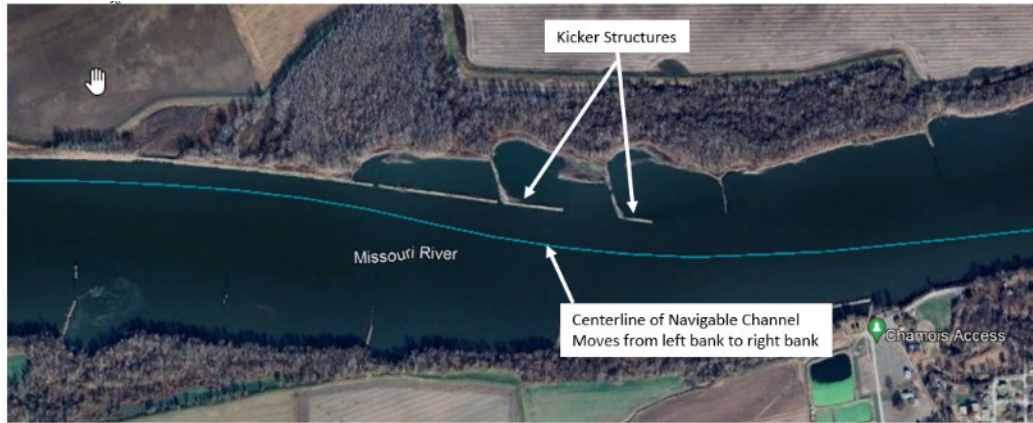 Kicker Structures
Missouri River
Centerline of Navigable Channel
Moves from left bank to right bank
Chamois Access